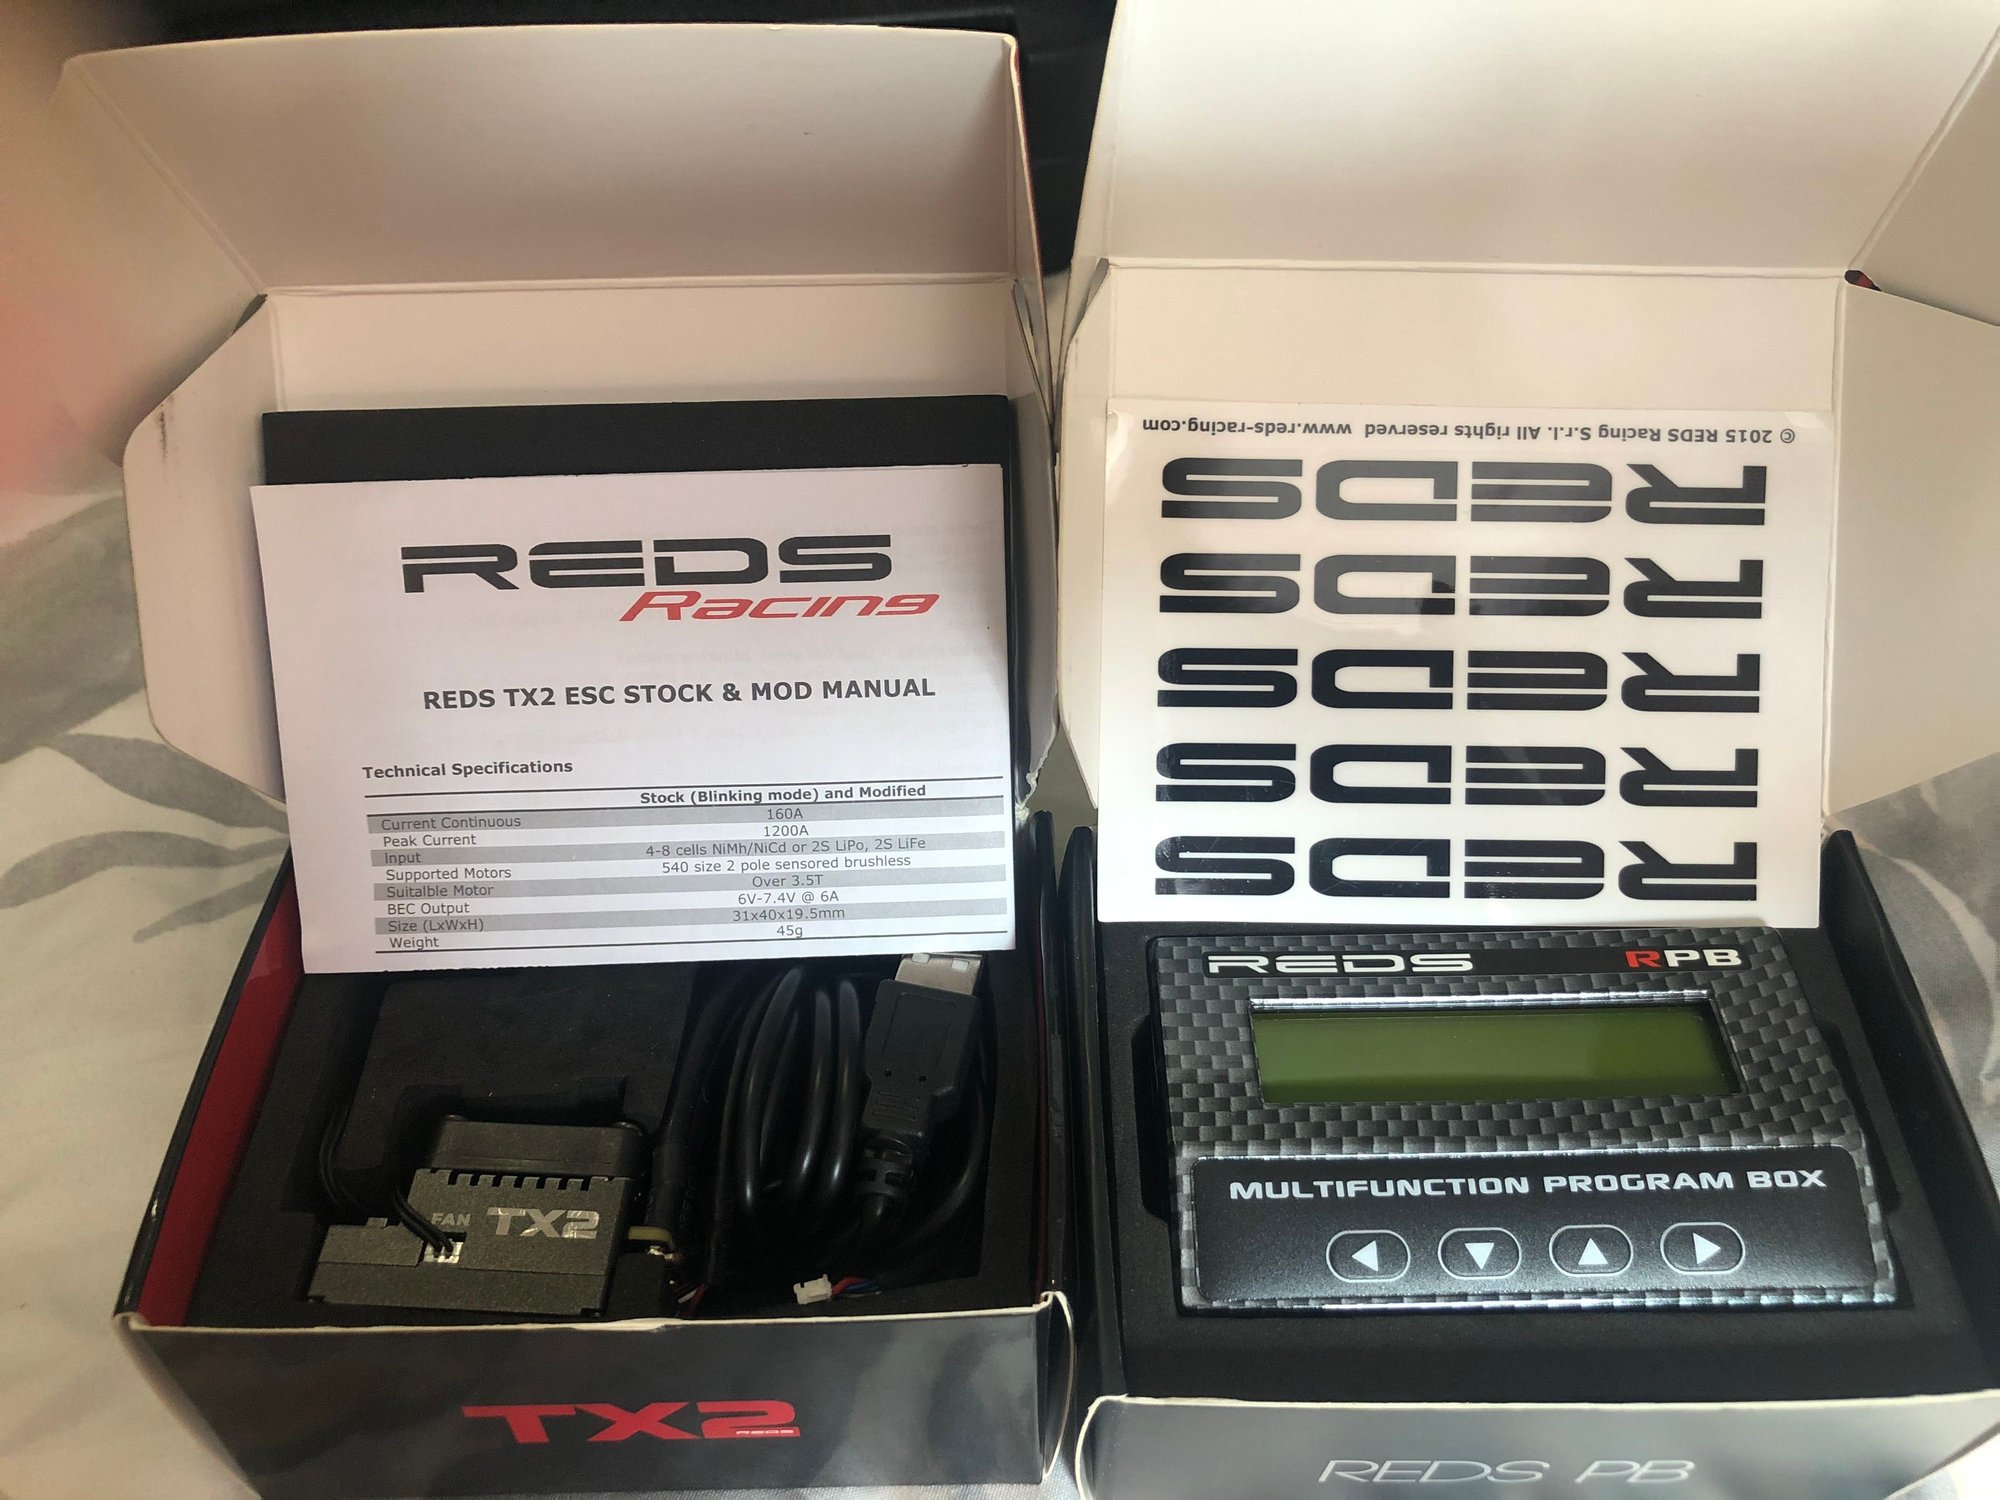 REDS
Racing
REDS TX2 ESC STOCK & MOD MANUAL
Technical Specifications
Stock (Blinking mode) and Modified
Current Continuous 160A
Peak Current 1200A
Input 4-8 cells NiMh/NiCd or 2S LiPo, 2S LiFe
Supported Motors 540 size 2 pole sensored brushless
Suitalble Motor Over 3.5T
BEC Output 6V-7.4V @ 6A
Size (LxWxH) 31x40x19.5mm
Weight 45g
FAN TX2
TX2
REDS
© 2015 REDS Racing S.r.l. All rights reserved www.reds-racing.com
REDS
REDS
REDS
REDS
REDS
REDS RPB
MULTIFUNCTION PROGRAM BOX
REDS PB